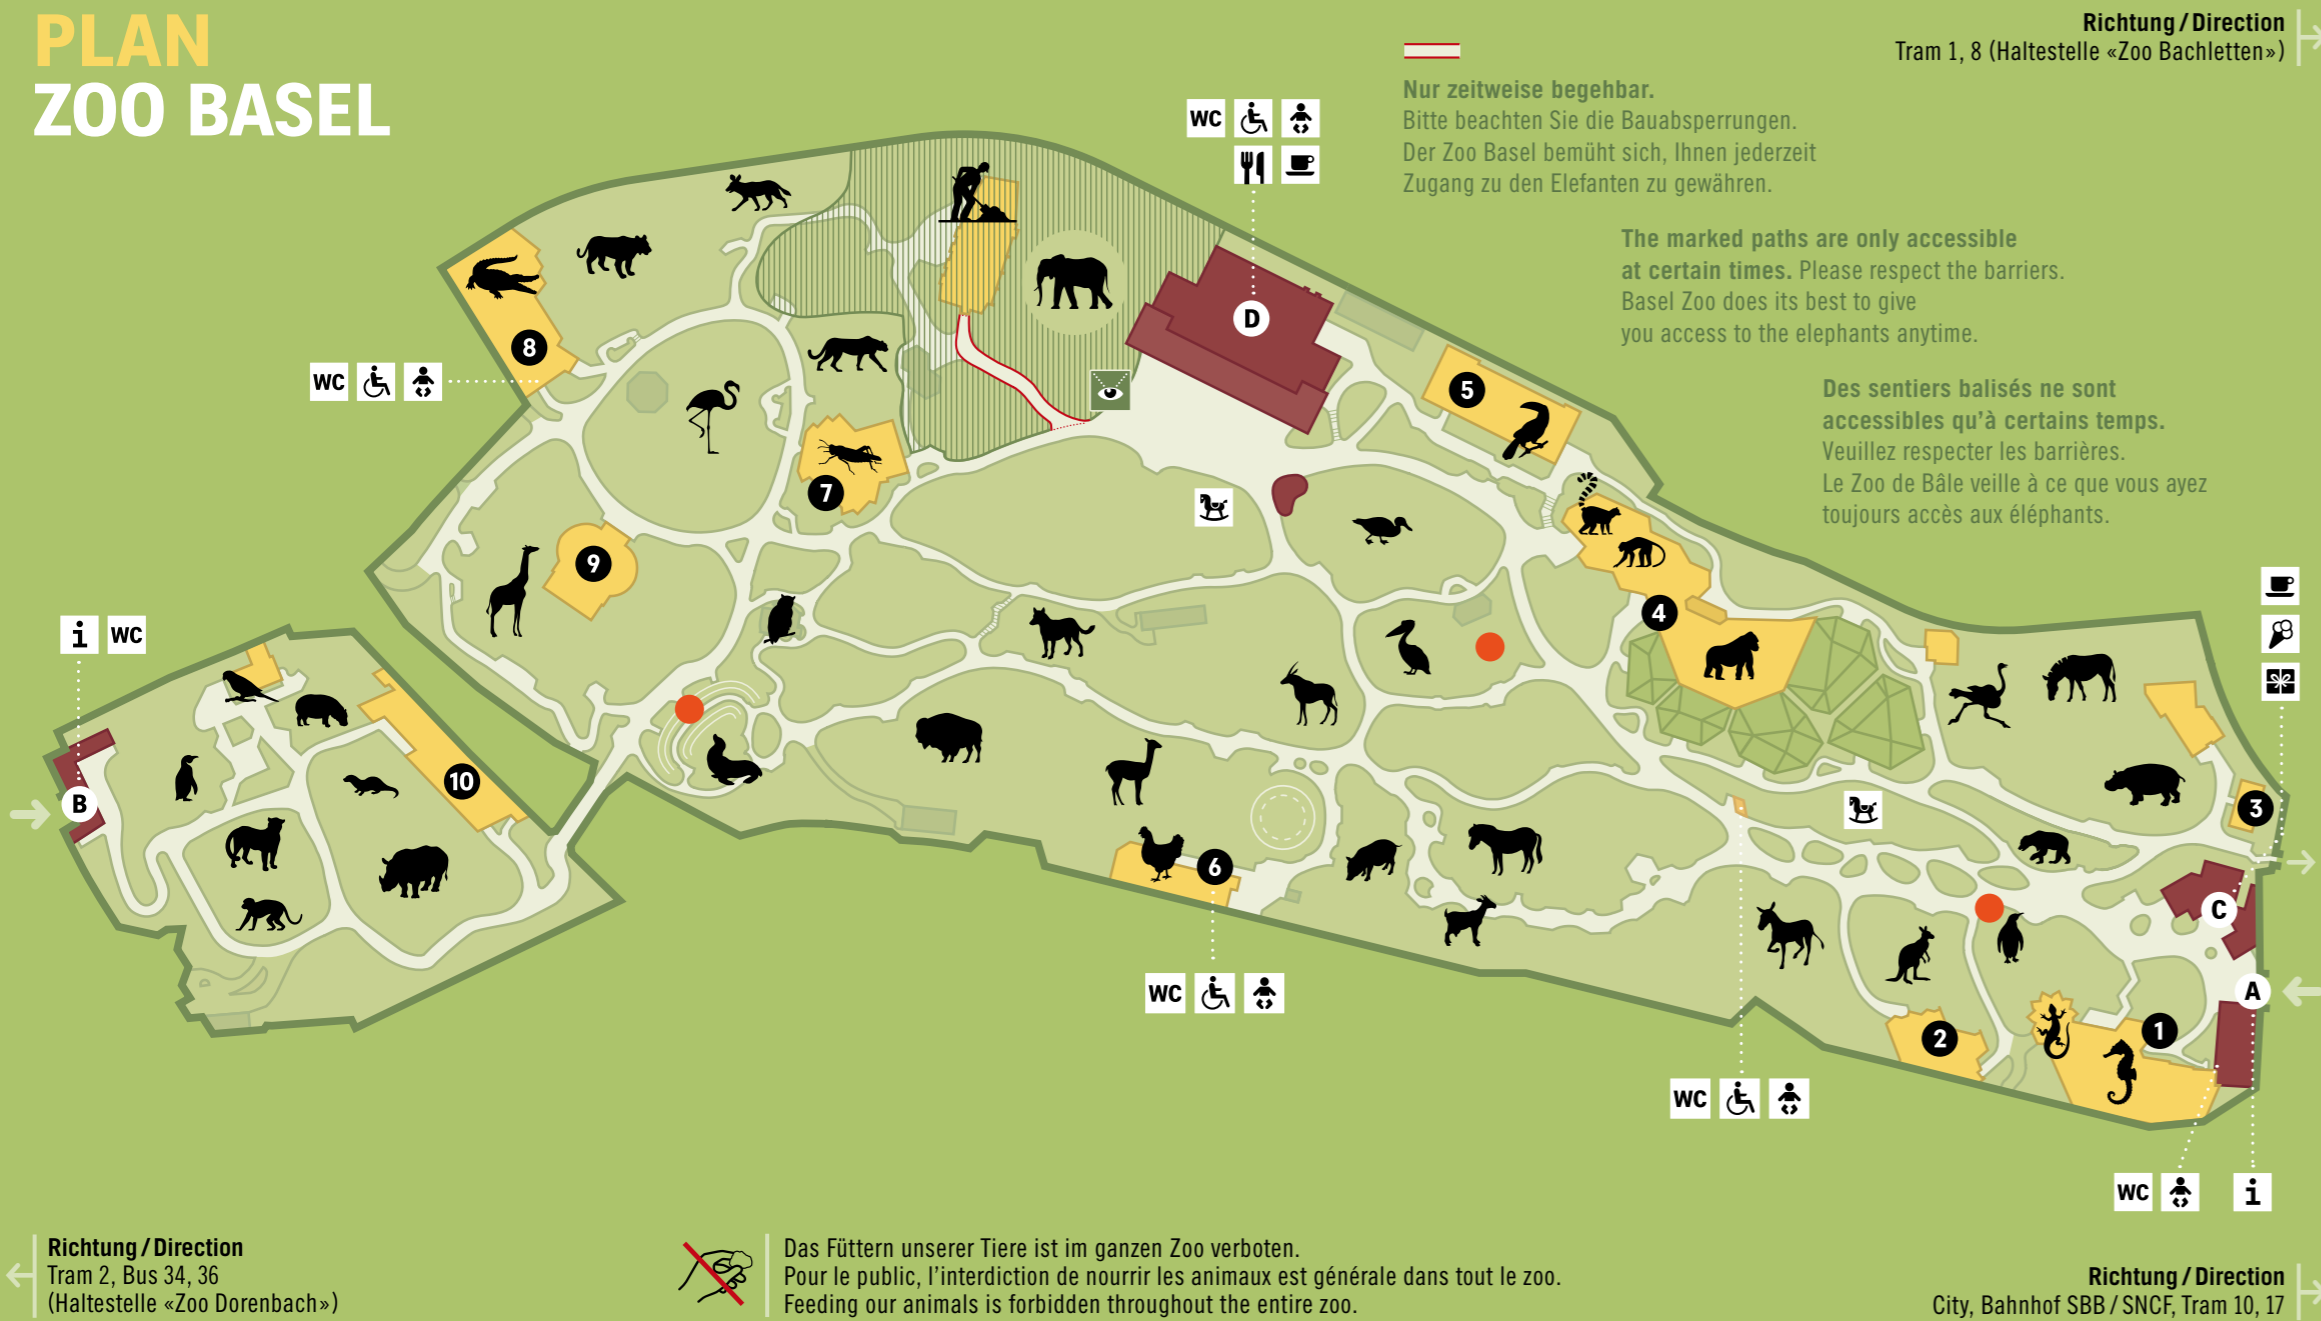 PLAN
ZOO BASEL
Richtung / Direction
Tram 1, 8 (Haltestelle «Zoo Bachletten»)
Nur zeitweise begehbar.
Bitte beachten Sie die Bauabsperrungen.
Der Zoo Basel bemüht sich, Ihnen jederzeit
Zugang zu den Elefanten zu gewähren.
The marked paths are only accessible
at certain times. Please respect the barriers.
Basel Zoo does its best to give
you access to the elephants anytime.
Des sentiers balisés ne sont
accessibles qu'à certains temps.
Veuillez respecter les barrières.
Le Zoo de Bâle veille à ce que vous ayez
toujours accès aux éléphants.
WC
D
8
WC
5
7
9
4
i WC
B
10
6
3
C
A
WC
2
1
WC
WC
i
Richtung / Direction
Tram 2, Bus 34, 36
(Haltestelle «Zoo Dorenbach»)
Das Füttern unserer Tiere ist im ganzen Zoo verboten.
Pour le public, l'interdiction de nourrir les animaux est générale dans tout le zoo.
Feeding our animals is forbidden throughout the entire zoo.
Richtung / Direction
City, Bahnhof SBB / SNCF, Tram 10, 17